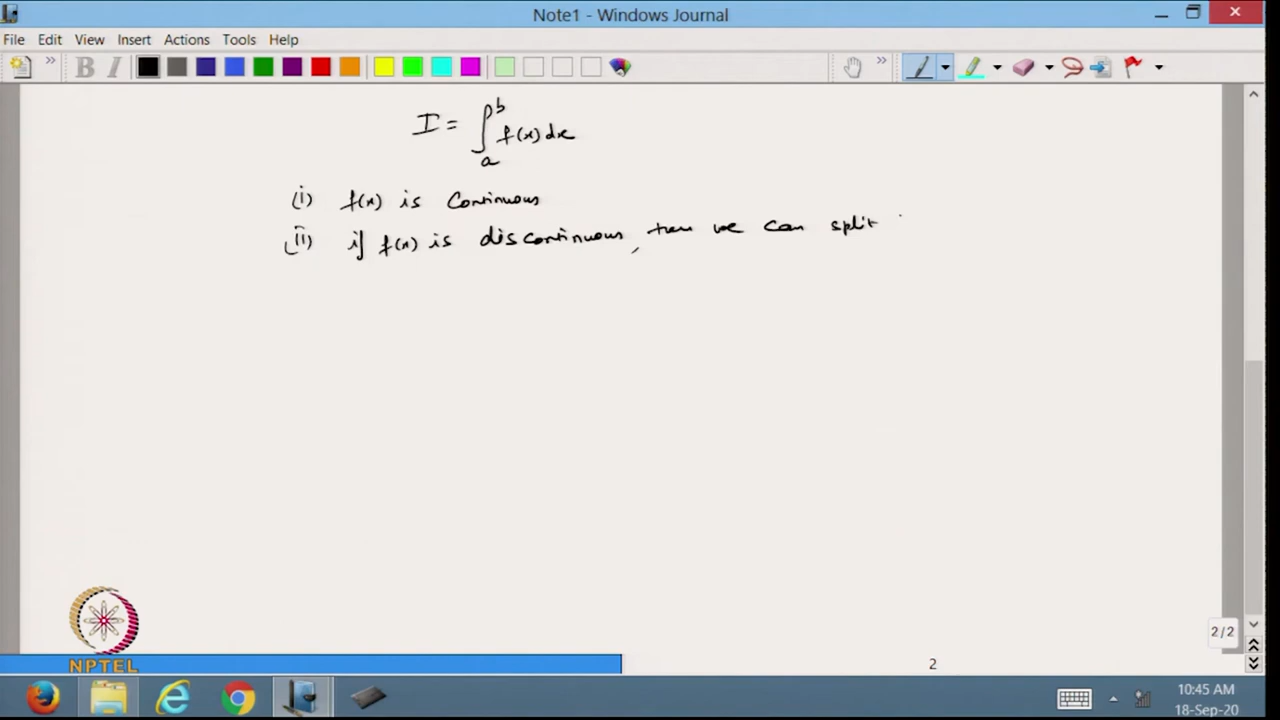 Note1 - Windows Journal
File Edit View Insert Actions Tools Help
I = ∫_a^b f(x) dx
(i) f(x) is continuous
(ii) if f(x) is discontinuous, then we can split
2/2
NPTEL
2
10:45 AM
18-Sep-20